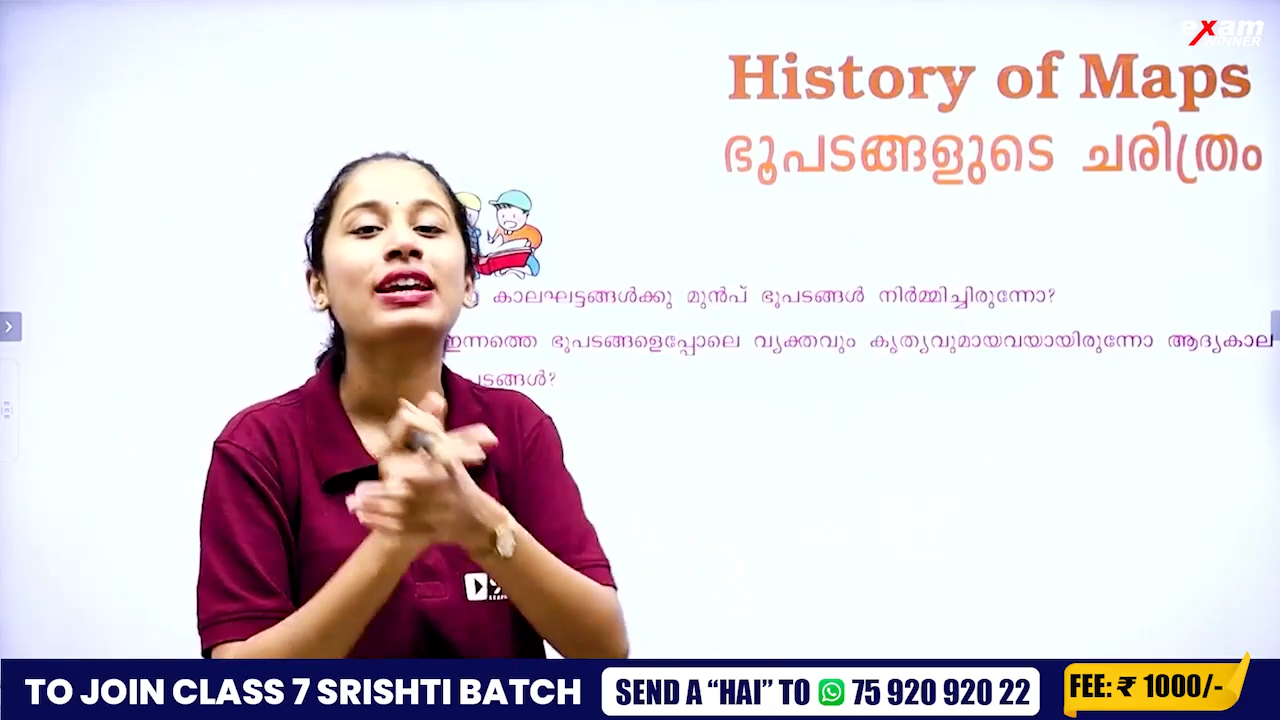 exam
WINNER
History of Maps
ഭൂപടങ്ങളുടെ ചരിത്രം
കാലഘട്ടങ്ങൾക്കു മുൻപ് ഭൂപടങ്ങൾ നിർമ്മിച്ചിരുന്നോ?
ഇന്നത്തെ ഭൂപടങ്ങളെപ്പോലെ വ്യക്തവും കൃത്യവുമായവയായിരുന്നോ ആദ്യകാല
പടങ്ങൾ?
TO JOIN CLASS 7 SRISHTI BATCH
SEND A “HAI” TO 75 920 920 22
FEE: ₹ 1000/-